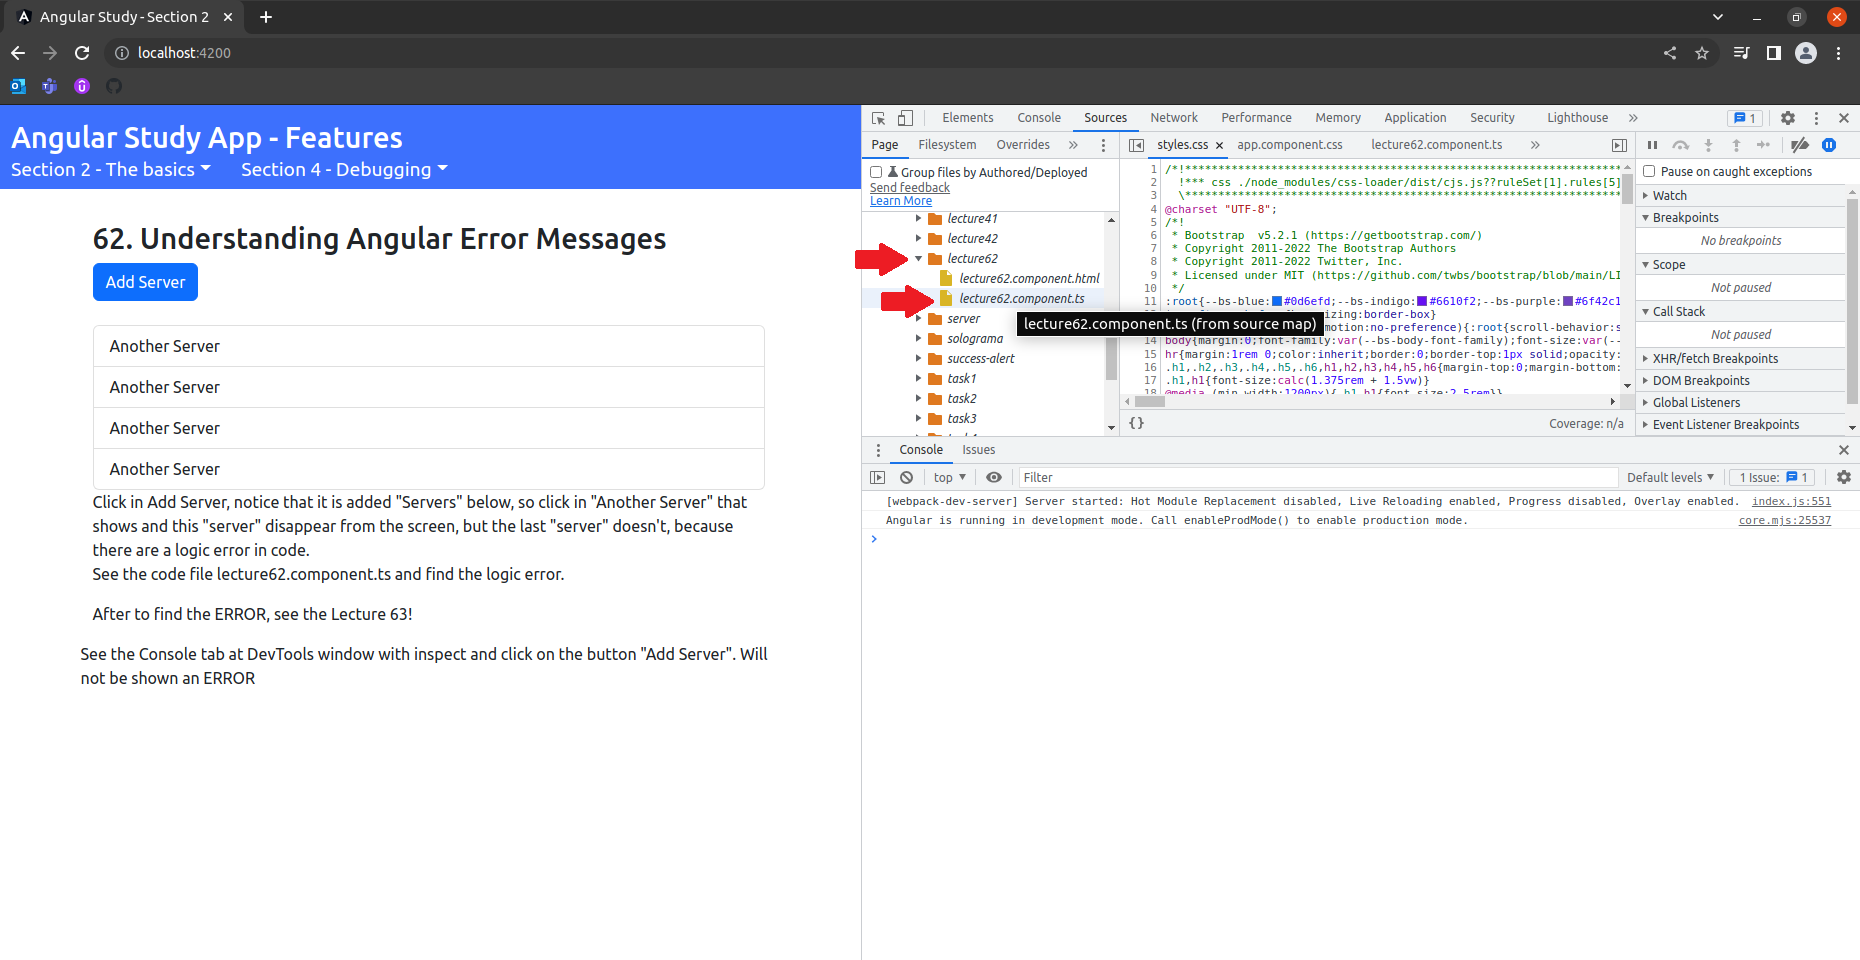 Angular Study - Section 2
localhost:4200
Angular Study App - Features
Section 2 - The basics
Section 4 - Debugging
62. Understanding Angular Error Messages
Add Server
Another Server
Another Server
Another Server
Another Server
Click in Add Server, notice that it is added "Servers" below, so click in "Another Server" that
shows and this "server" disappear from the screen, but the last "server" doesn't, because
there are a logic error in code.
See the code file lecture62.component.ts and find the logic error.
After to find the ERROR, see the Lecture 63!
See the Console tab at DevTools window with inspect and click on the button "Add Server". Will
not be shown an ERROR
Elements Console Sources Network Performance Memory Application Security Lighthouse » 1
Page Filesystem Overrides »
Group files by Authored/Deployed
Send feedback
Learn More
lecture41
lecture42
lecture62
lecture62.component.html
lecture62.component.ts
server
solograma
success-alert
task1
task2
task3
lecture62.component.ts (from source map)
styles.css app.component.css lecture62.component.ts »
1 /*!*********************************************************************
2 !*** css ./node_modules/css-loader/dist/cjs.js??ruleSet[1].rules[5]
3 \*********************************************************************
4 @charset "UTF-8";
5 /*!
6 * Bootstrap v5.2.1 (https://getbootstrap.com/)
7 * Copyright 2011-2022 The Bootstrap Authors
8 * Copyright 2011-2022 Twitter, Inc.
9 * Licensed under MIT (https://github.com/twbs/bootstrap/blob/main/LI
10 */
11 :root{--bs-blue:#0d6efd;--bs-indigo:#6610f2;--bs-purple:#6f42c1
izing:border-box}
motion:no-preference){:root{scroll-behavior:s
14 body{margin:0;font-family:var(--bs-body-font-family);font-size:var(--
15 hr{margin:1rem 0;color:inherit;border:0;border-top:1px solid;opacity:
16 .h1,.h2,.h3,.h4,.h5,.h6,h1,h2,h3,h4,h5,h6{margin-top:0;margin-bottom:
17 .h1,h1{font-size:calc(1.375rem + 1.5vw)}
18 @media (min-width:1200px){.h1,h1{font-size:2.5rem}}
{} Coverage: n/a
Pause on caught exceptions
Watch
Breakpoints
No breakpoints
Scope
Not paused
Call Stack
Not paused
XHR/fetch Breakpoints
DOM Breakpoints
Global Listeners
Event Listener Breakpoints
Console Issues
top Filter Default levels 1 Issue: 1
[webpack-dev-server] Server started: Hot Module Replacement disabled, Live Reloading enabled, Progress disabled, Overlay enabled. index.js:551
Angular is running in development mode. Call enableProdMode() to enable production mode. core.mjs:25537